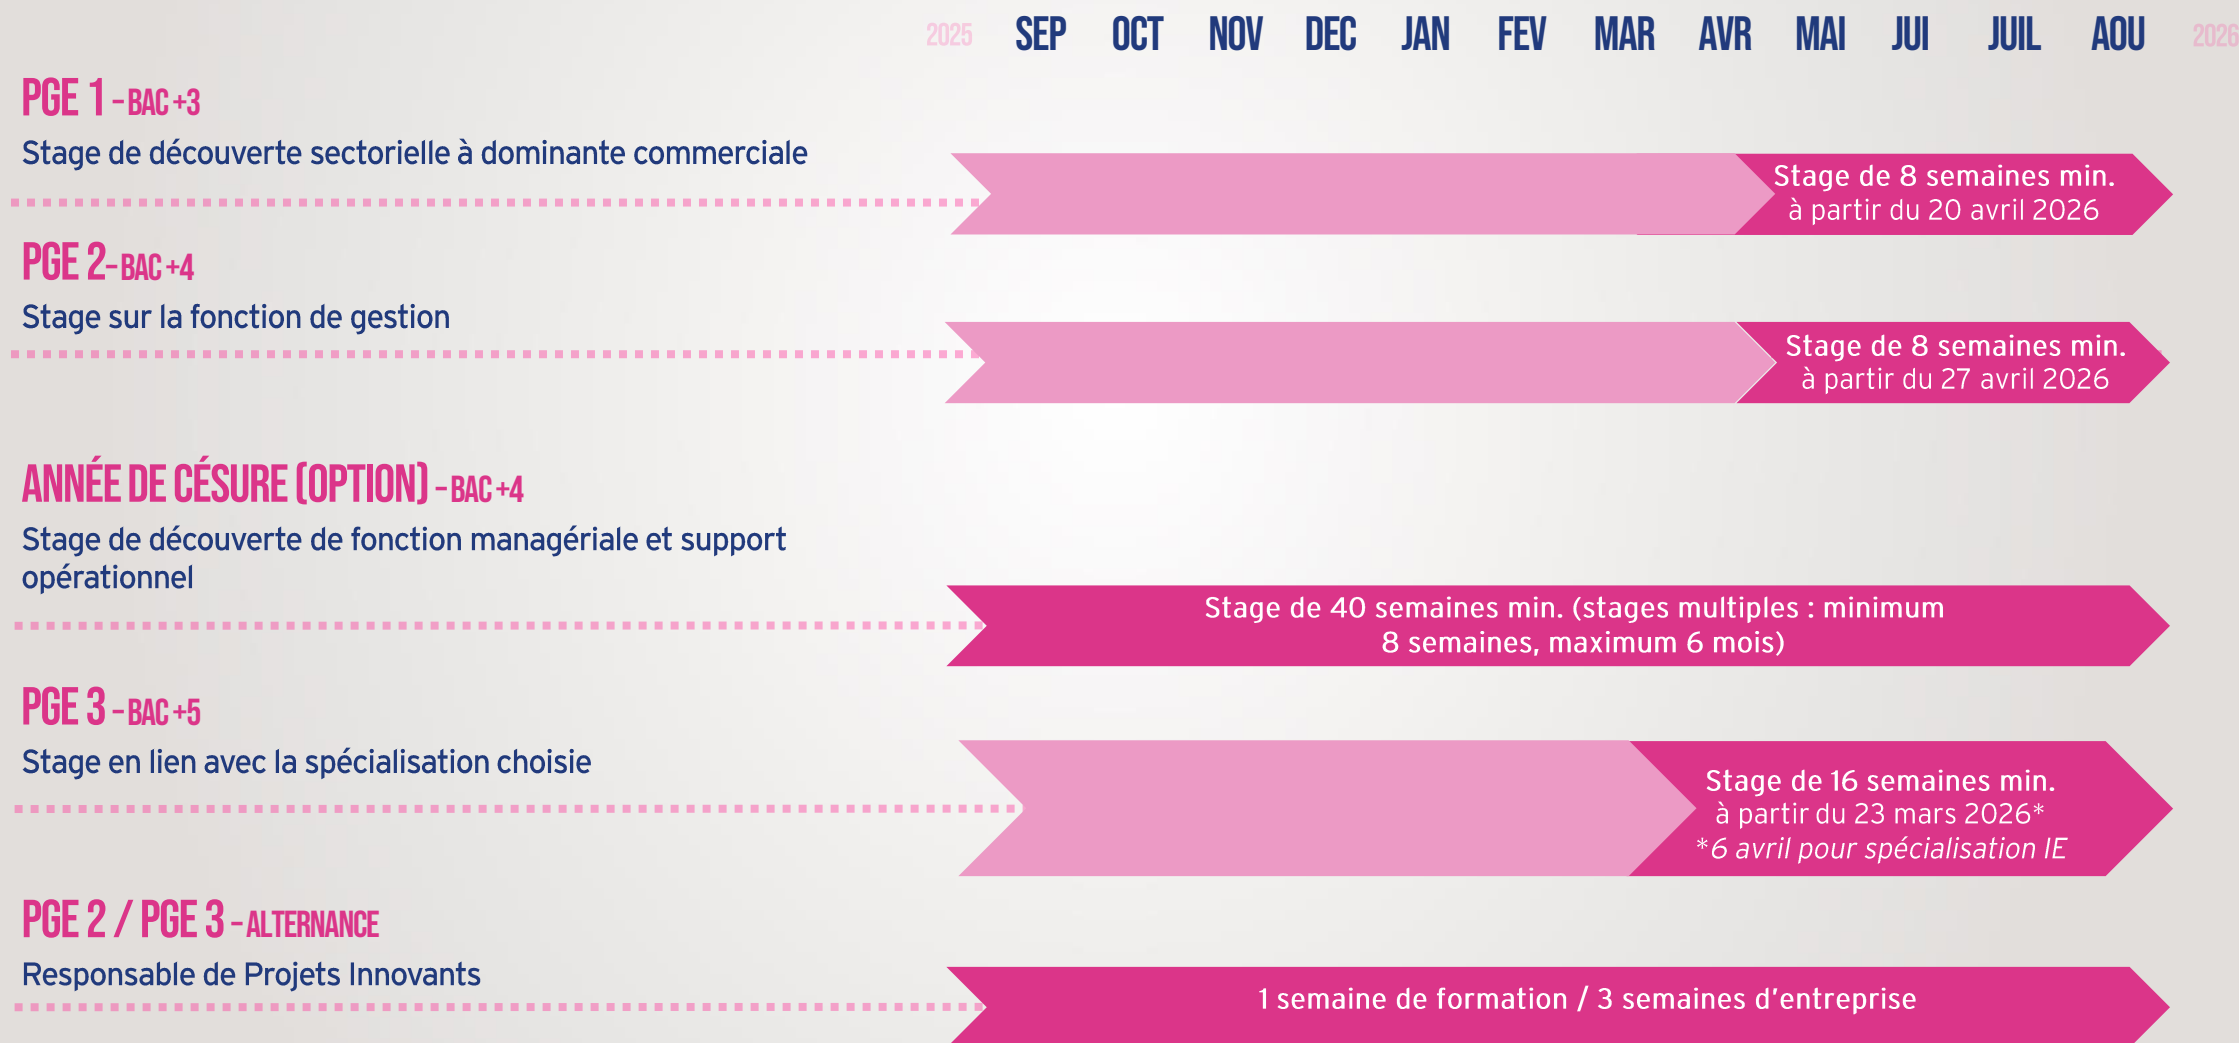 2025 SEP OCT NOV DEC JAN FEV MAR AVR MAI JUI JUIL AOU 2026
PGE 1 - BAC +3
Stage de découverte sectorielle à dominante commerciale
Stage de 8 semaines min.
à partir du 20 avril 2026
PGE 2- BAC +4
Stage sur la fonction de gestion
Stage de 8 semaines min.
à partir du 27 avril 2026
ANNÉE DE CÉSURE (OPTION) - BAC +4
Stage de découverte de fonction managériale et support
opérationnel
Stage de 40 semaines min. (stages multiples : minimum
8 semaines, maximum 6 mois)
PGE 3 - BAC +5
Stage en lien avec la spécialisation choisie
Stage de 16 semaines min.
à partir du 23 mars 2026*
*6 avril pour spécialisation IE
PGE 2 / PGE 3 - ALTERNANCE
Responsable de Projets Innovants
1 semaine de formation / 3 semaines d'entreprise